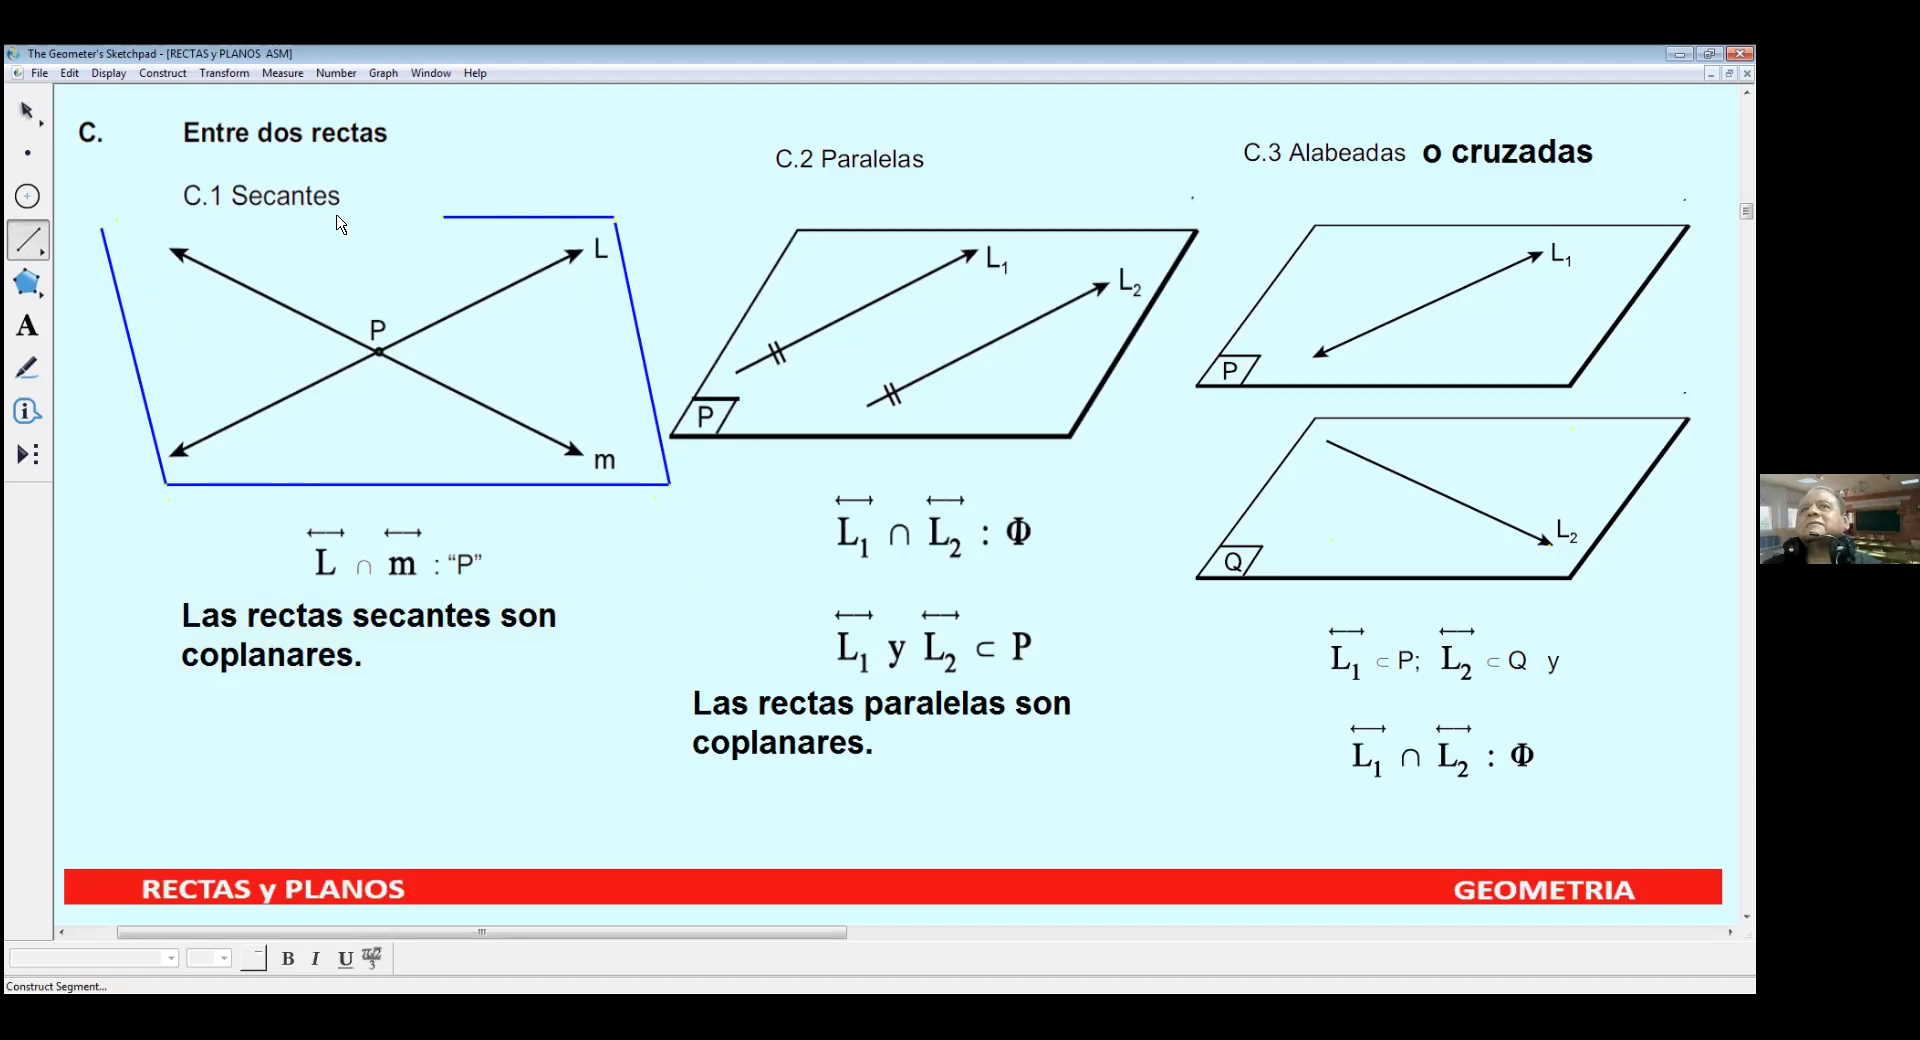 The Geometer's Sketchpad - [RECTAS y PLANOS ASM]
File Edit Display Construct Transform Measure Number Graph Window Help
C. Entre dos rectas
C.1 Secantes
L
P
m
L ∩ m : “P”
Las rectas secantes son
coplanares.
C.2 Paralelas
L1
L2
P
L1 ∩ L2 : Φ
L1 y L2 ⊂ P
Las rectas paralelas son
coplanares.
C.3 Alabeadas o cruzadas
L1
P
L2
Q
L1 ⊂ P; L2 ⊂ Q y
L1 ∩ L2 : Φ
RECTAS y PLANOS GEOMETRIA
B I U
Construct Segment...